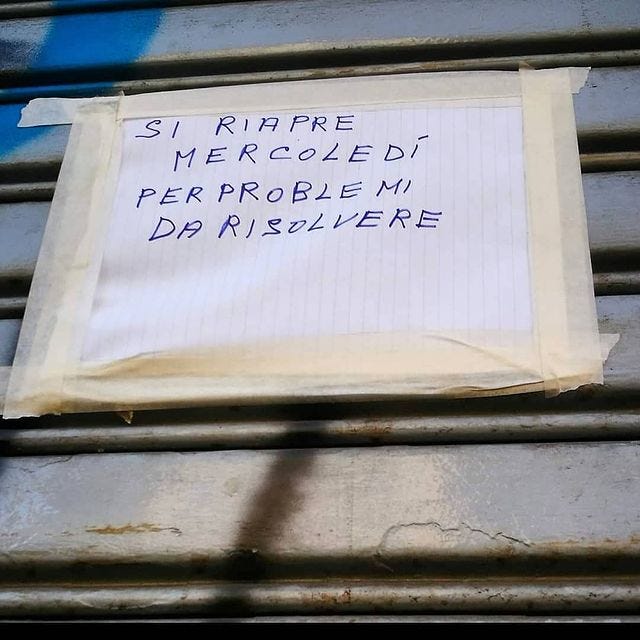 SI RIAPRE
MERCOLEDÍ
PER PROBLEMI
DA RISOLVERE